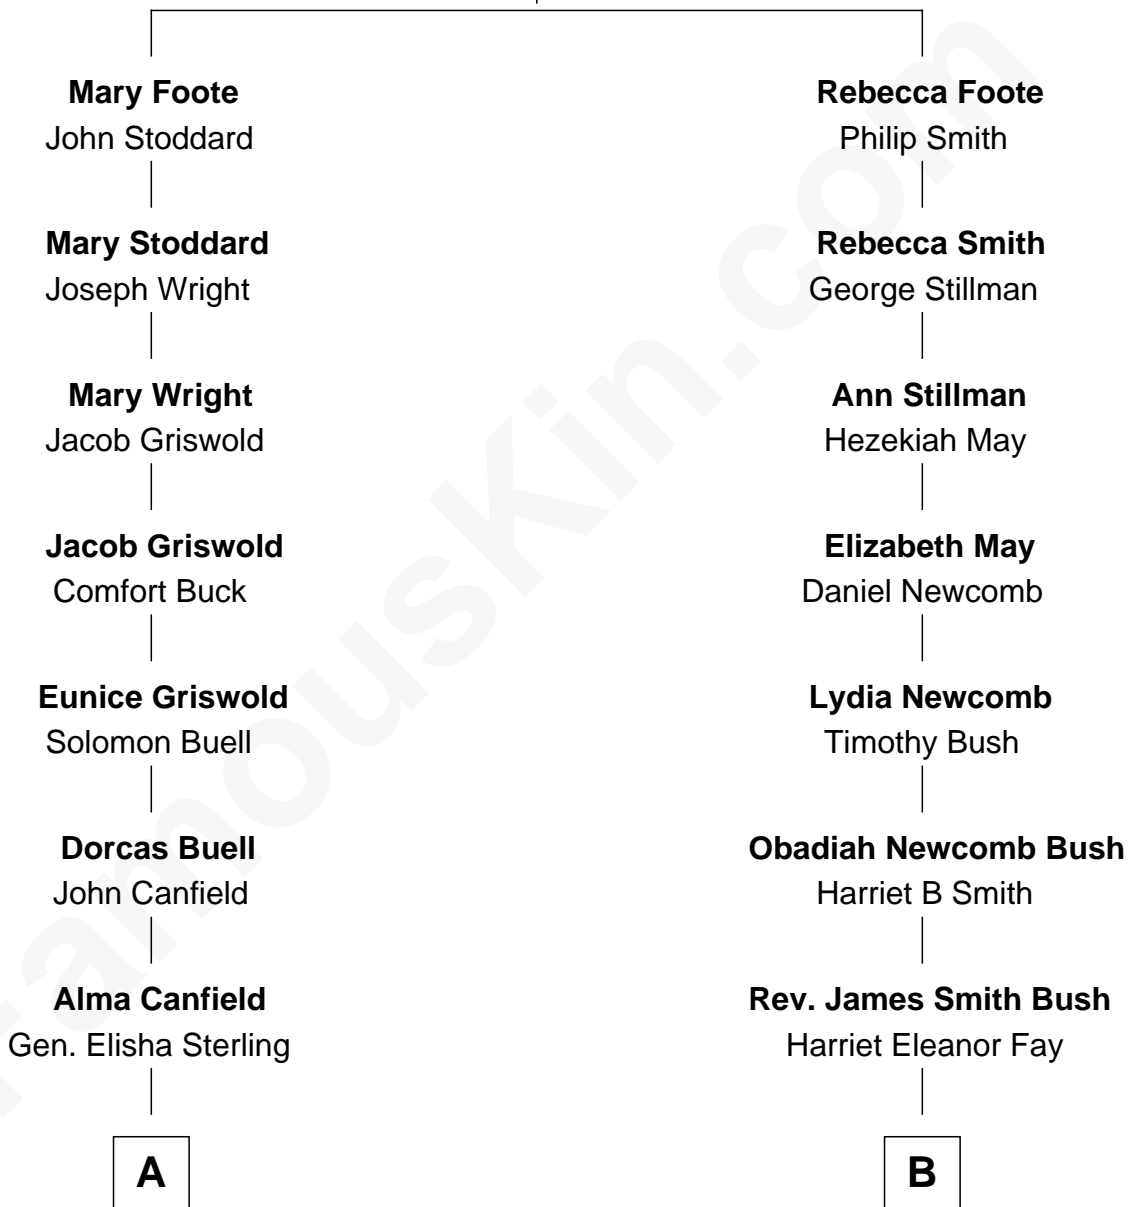 Mary Foote
John Stoddard
Mary Stoddard
Joseph Wright
Mary Wright
Jacob Griswold
Jacob Griswold
Comfort Buck
Eunice Griswold
Solomon Buell
Dorcas Buell
John Canfield
Alma Canfield
Gen. Elisha Sterling
A
Rebecca Foote
Philip Smith
Rebecca Smith
George Stillman
Ann Stillman
Hezekiah May
Elizabeth May
Daniel Newcomb
Lydia Newcomb
Timothy Bush
Obadiah Newcomb Bush
Harriet B Smith
Rev. James Smith Bush
Harriet Eleanor Fay
B
FamousKin.com